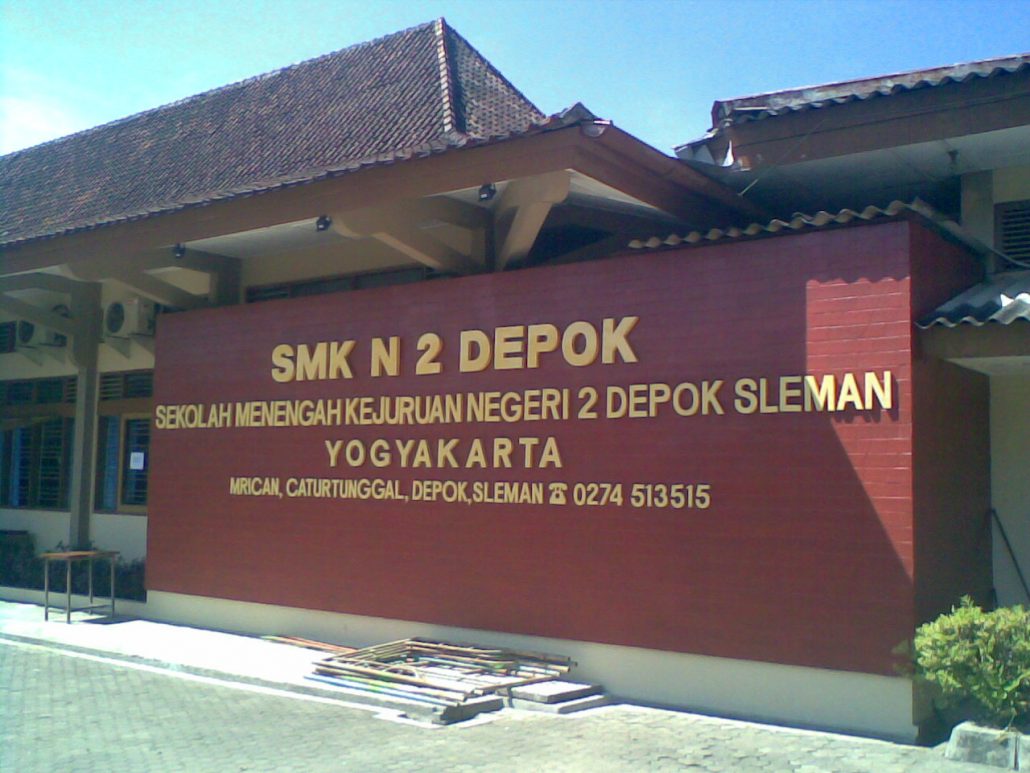 SMK N 2 DEPOK
SEKOLAH MENENGAH KEJURUAN NEGERI 2 DEPOK SLEMAN
YOGYAKARTA
MRICAN, CATURTUNGGAL, DEPOK, SLEMAN ☎ 0274 513515